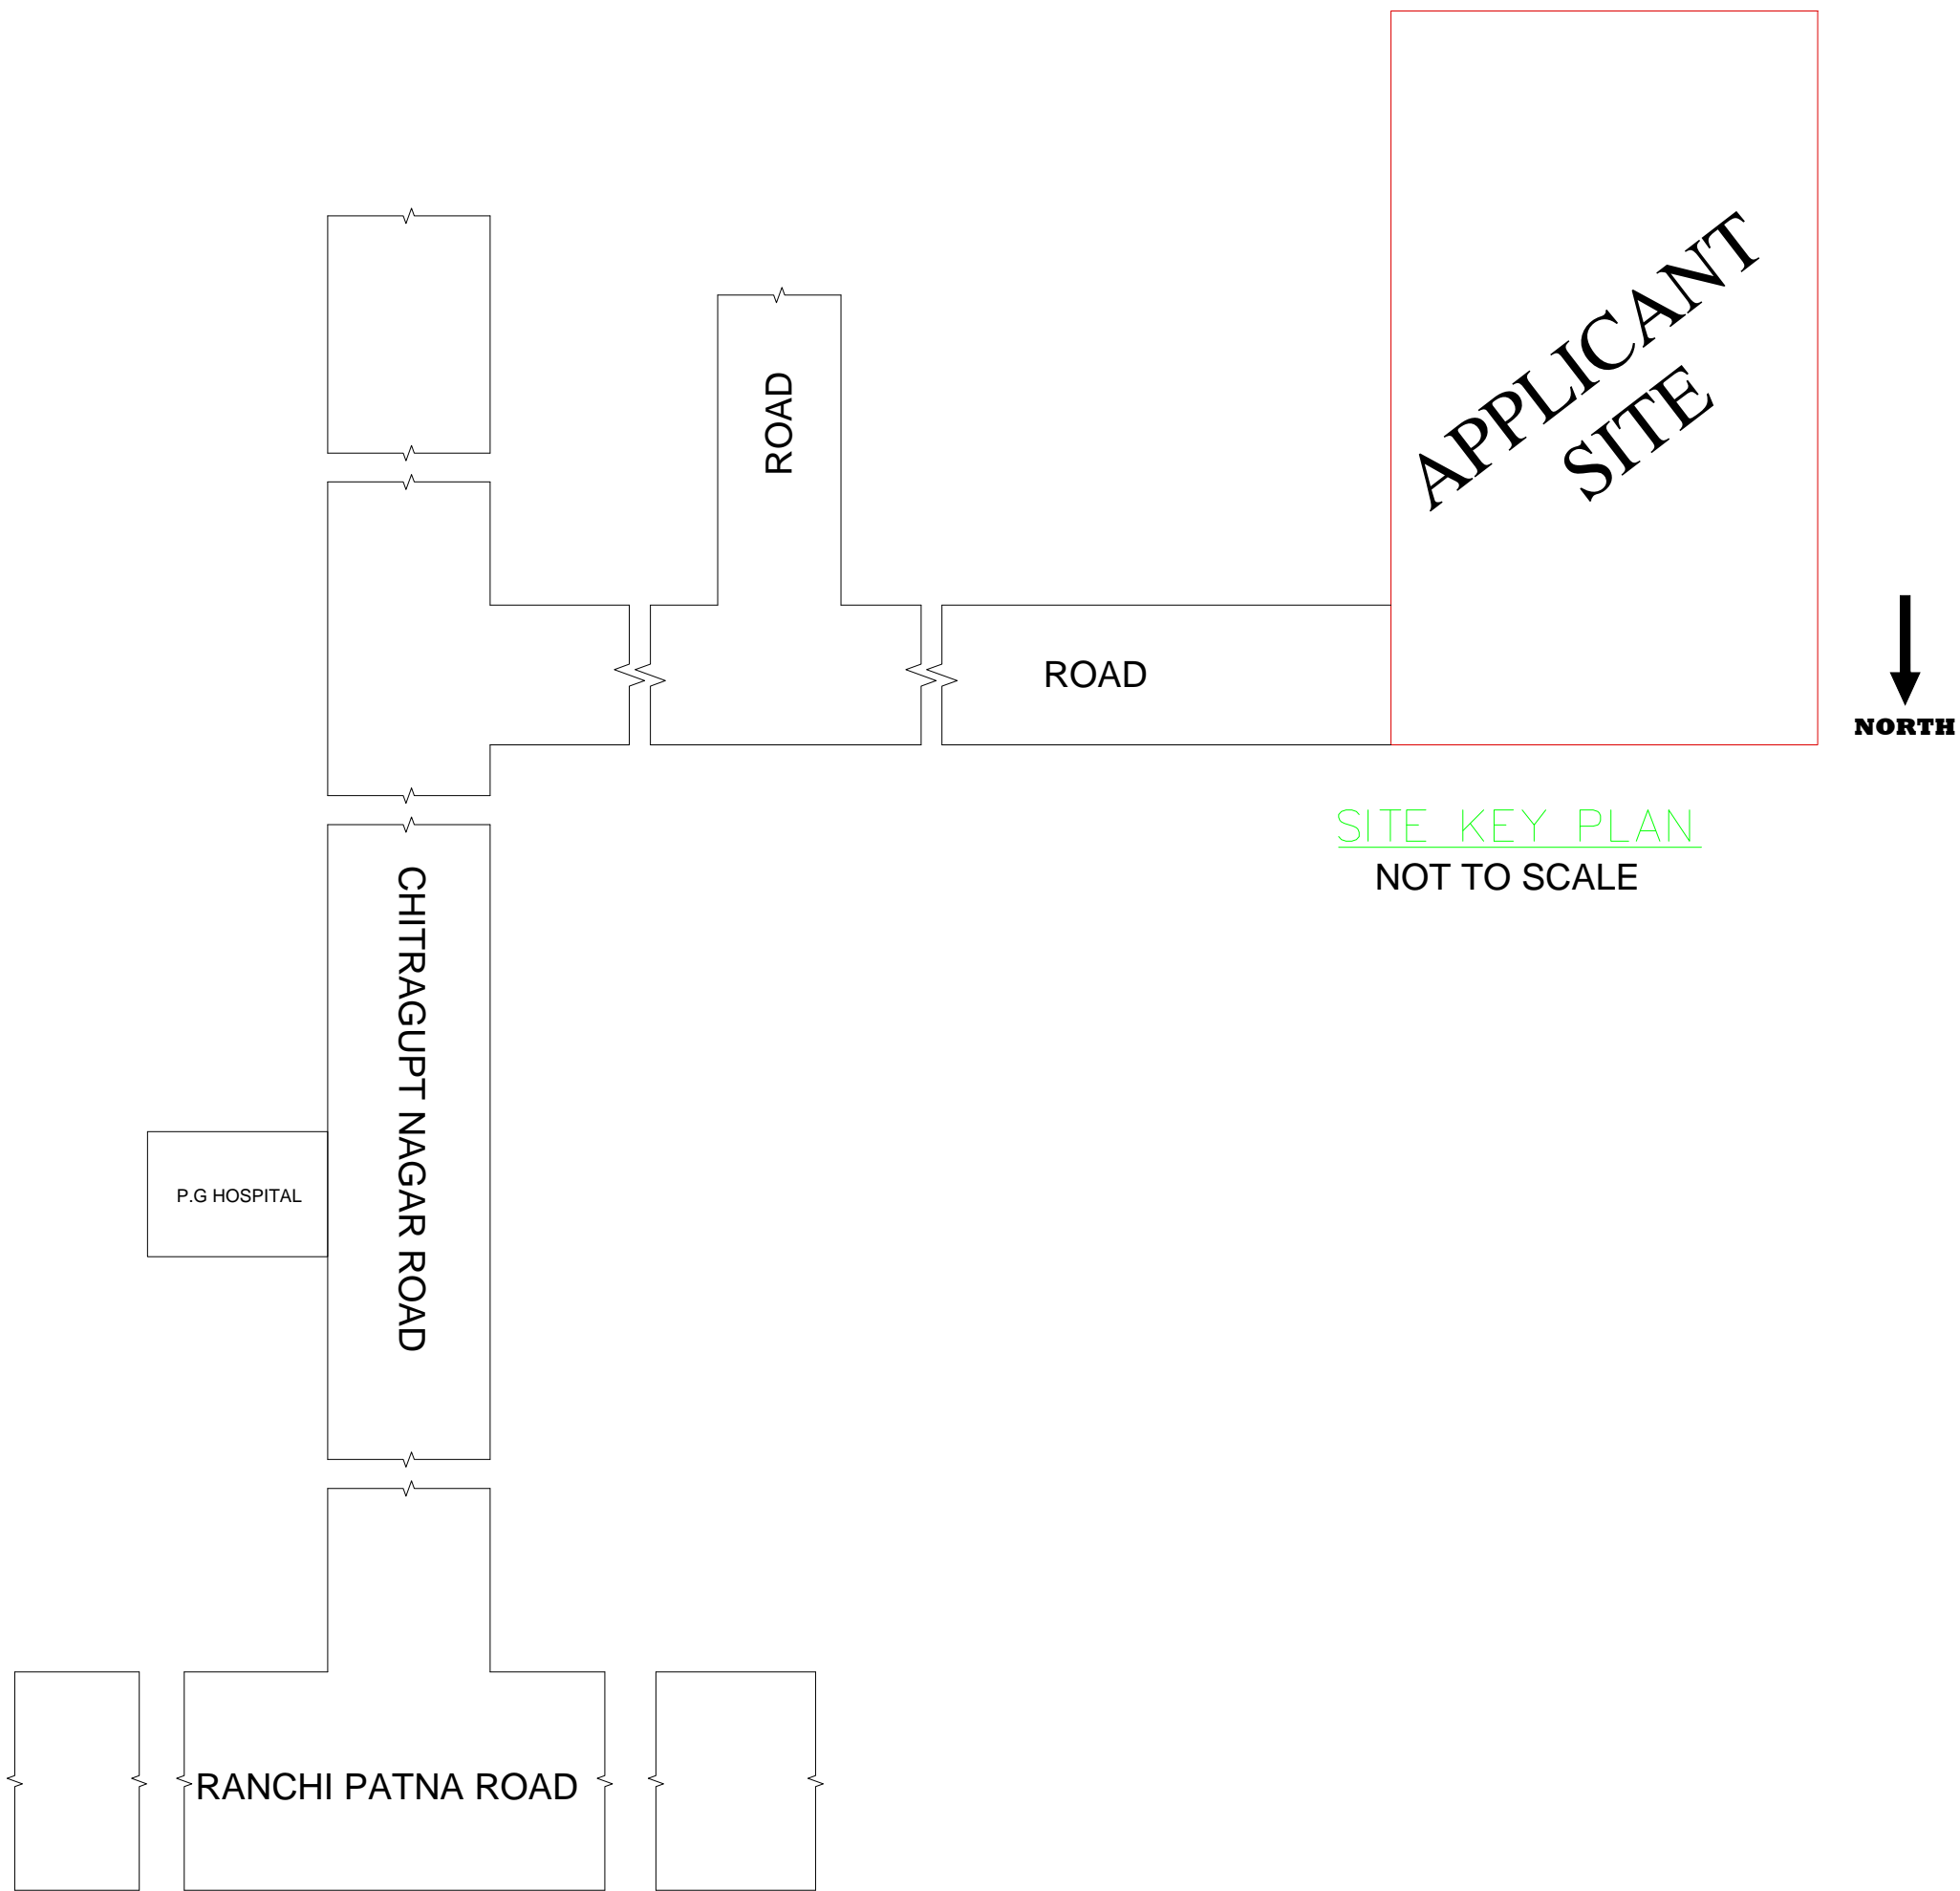 APPLICANT
SITE
ROAD
ROAD
NORTH
SITE KEY PLAN
NOT TO SCALE
CHITRAGUPT NAGAR ROAD
P.G HOSPITAL
RANCHI PATNA ROAD